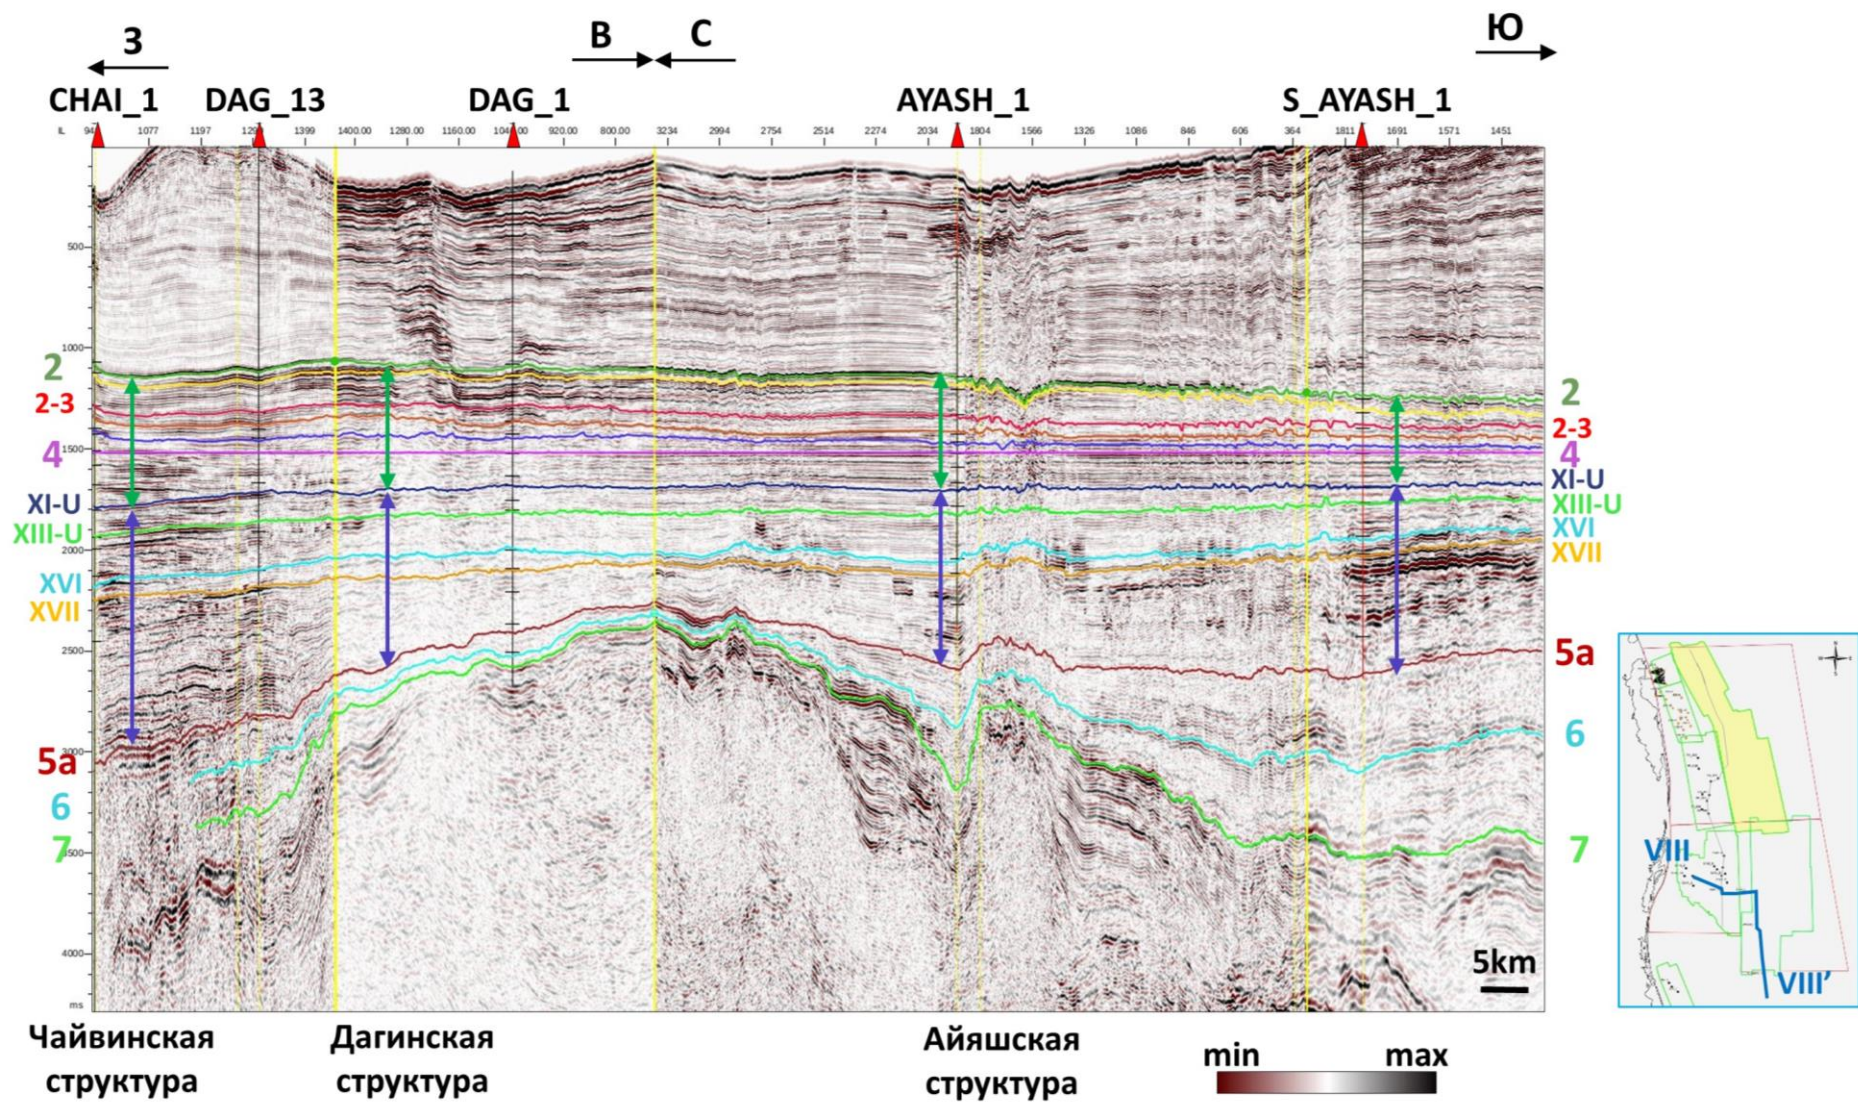 З В С Ю
CHAI_1 DAG_13 DAG_1 AYASH_1 S_AYASH_1
IL 1077 1197 1399 1400.00 1280.00 1160.00 920.00 800.00 3234 2994 2754 2514 2274 2034 1804 1566 1326 1086 846 606 364 1811 1691 1571 1451
500
1000
2 2
2-3 2-3
1500
4 4
XI-U XI-U
XIII-U XIII-U
2000
XVI XVI
XVII XVII
2500
5a
3000
5a
6
6
7
7
4000
ms
5km
VIII
VIII'
Чайвинская
структура
Дагинская
структура
Айяшская
структура
min max